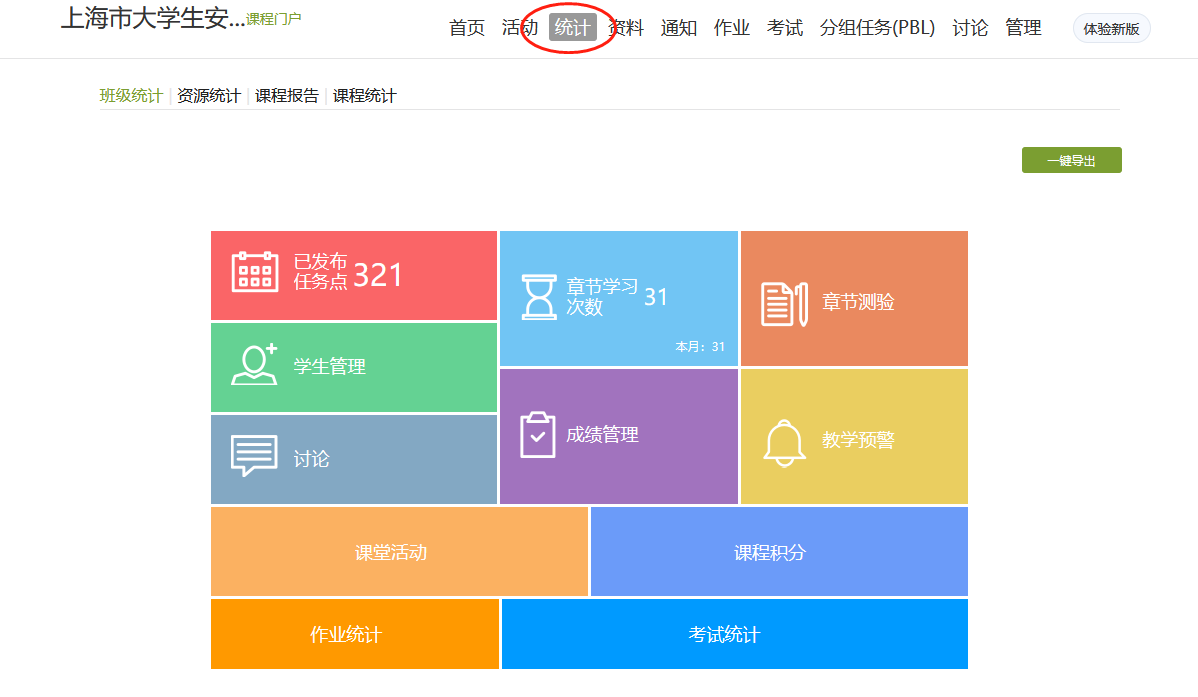 上海市大学生安...课程门户
首页 活动 统计 资料 通知 作业 考试 分组任务(PBL) 讨论 管理 体验新版
班级统计 | 资源统计 | 课程报告 | 课程统计
一键导出
已发布
任务点 321
学生管理
讨论
章节学习
次数 31
本月：31
成绩管理
章节测验
教学预警
课堂活动
课程积分
作业统计
考试统计